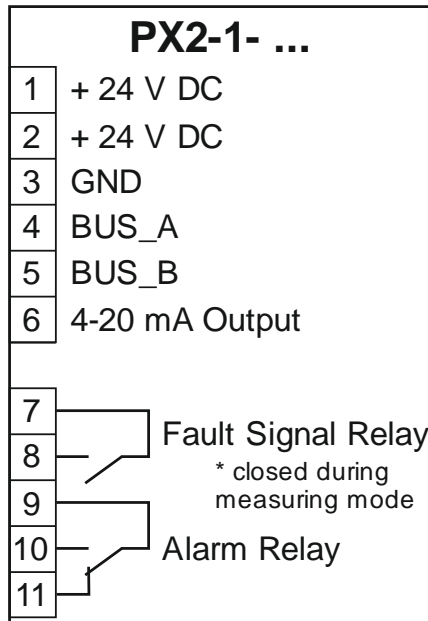 PX2-1- ...
1 + 24 V DC
2 + 24 V DC
3 GND
4 BUS_A
5 BUS_B
6 4-20 mA Output
7
Fault Signal Relay
8
* closed during
measuring mode
9
10 Alarm Relay
11